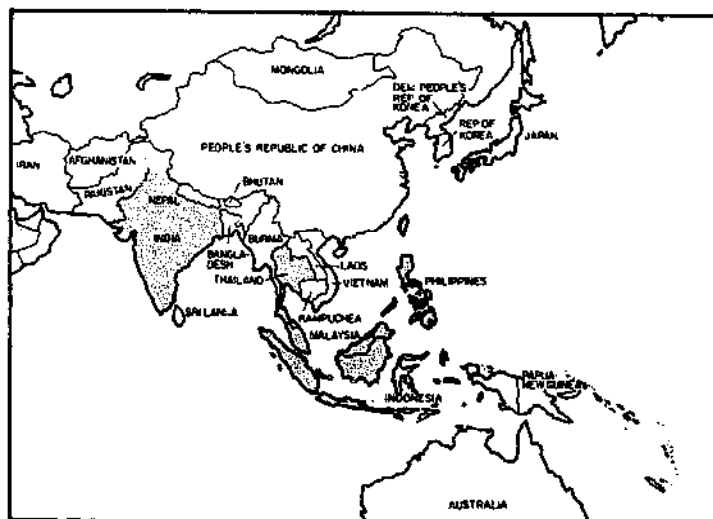 MONGOLIA
DEM. PEOPLE'S
REP. OF
KOREA
REP OF
KOREA
JAPAN
PEOPLE'S REPUBLIC OF CHINA
IRAN
AFGHANISTAN
PAKISTAN
BHUTAN
NEPAL
INDIA
BURMA
BANGLA-
DESH
LAOS
THAILAND
VIETNAM
PHILIPPINES
SRI LANKA
KAMPUCHEA
MALAYSIA
PAPUA
NEW GUINEA
INDONESIA
AUSTRALIA